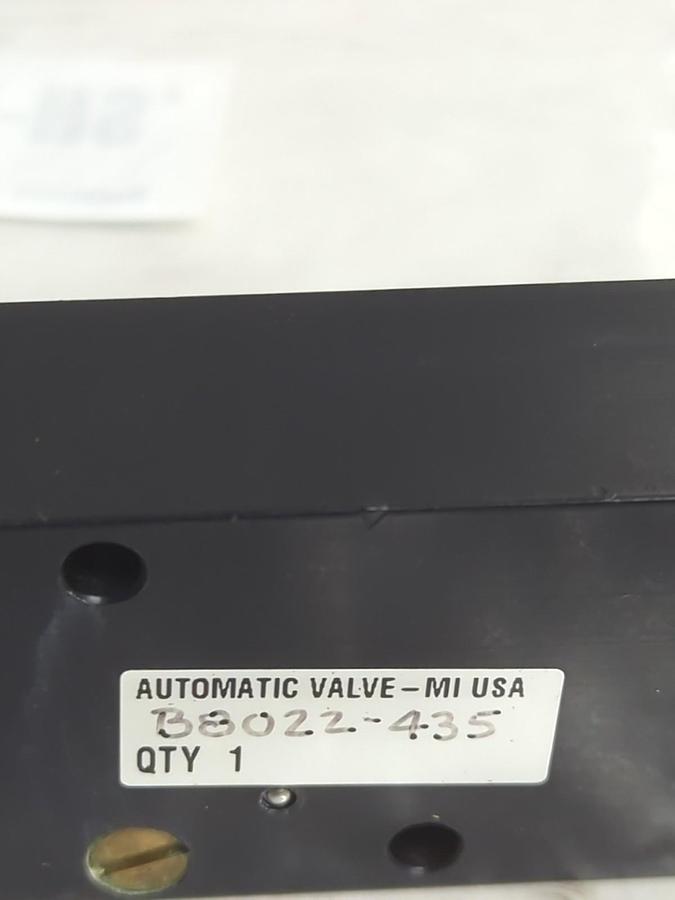 AUTOMATIC VALVE-MI USA
B8022-435
QTY 1